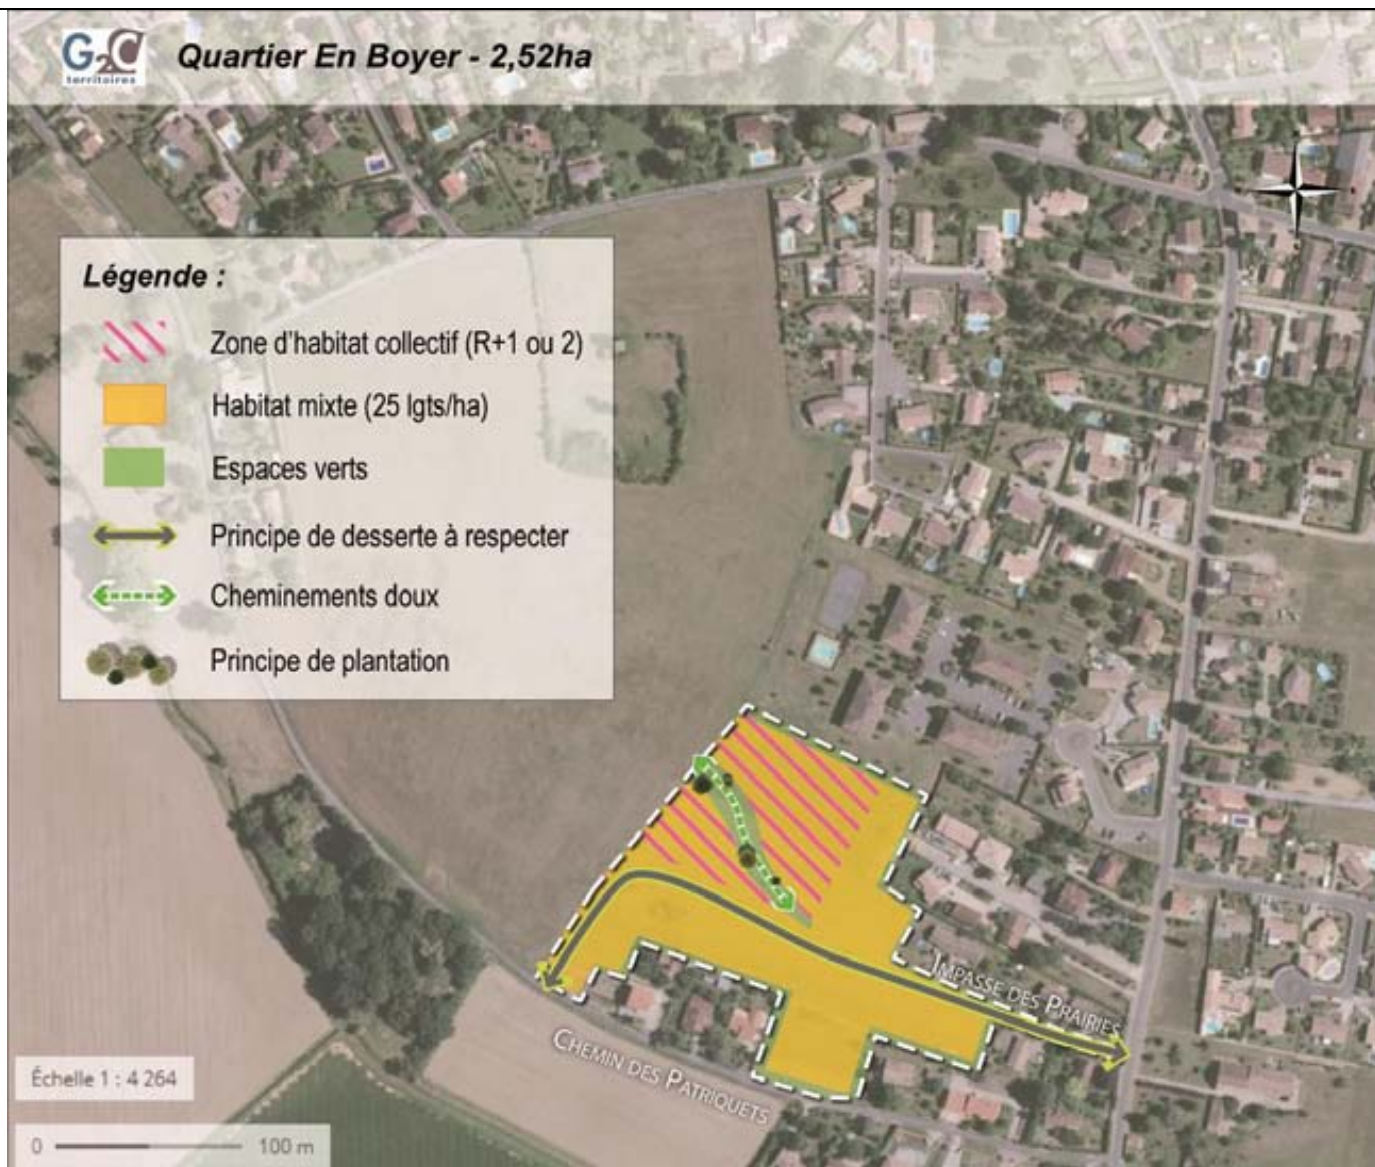 G2C
territoires
Quartier En Boyer - 2,52ha
Légende :
Zone d'habitat collectif (R+1 ou 2)
Habitat mixte (25 lgts/ha)
Espaces verts
Principe de desserte à respecter
Cheminements doux
Principe de plantation
IMPASSE DES PRAIRIES
CHEMIN DES PATRIQUETS
Échelle 1 : 4 264
0 100 m